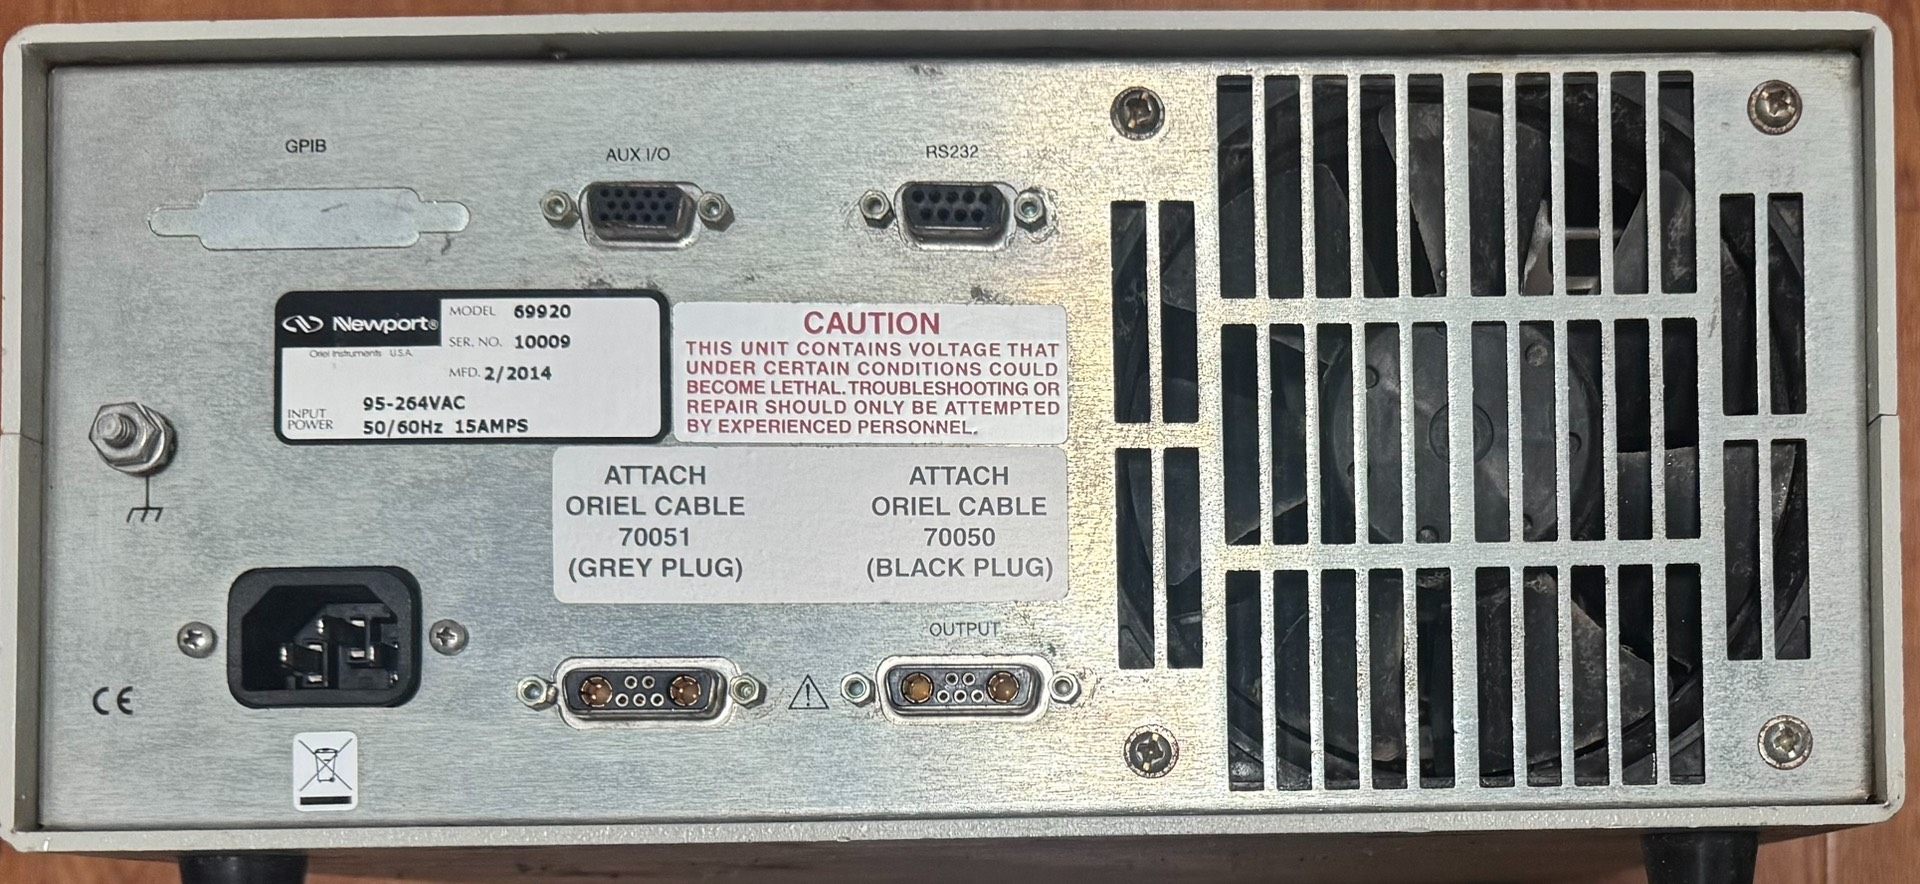 GPIB
AUX I/O
RS232
Newport®
Oriel Instruments U.S.A.
MODEL 69920
SER. NO. 10009
MFD. 2/2014
INPUT POWER
95-264VAC
50/60Hz 15AMPS
CAUTION
THIS UNIT CONTAINS VOLTAGE THAT
UNDER CERTAIN CONDITIONS COULD
BECOME LETHAL. TROUBLESHOOTING OR
REPAIR SHOULD ONLY BE ATTEMPTED
BY EXPERIENCED PERSONNEL.
ATTACH
ORIEL CABLE
70051
(GREY PLUG)
ATTACH
ORIEL CABLE
70050
(BLACK PLUG)
OUTPUT
CE